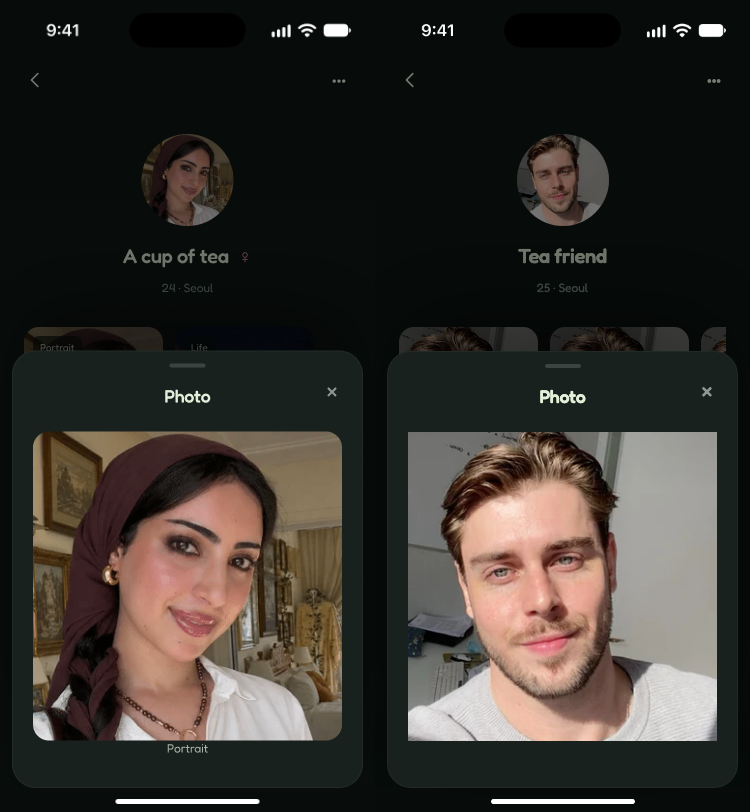 9:41
A cup of tea ♀
24 · Seoul
Portrait
Life
Photo
Portrait
9:41
Tea friend
25 · Seoul
Photo